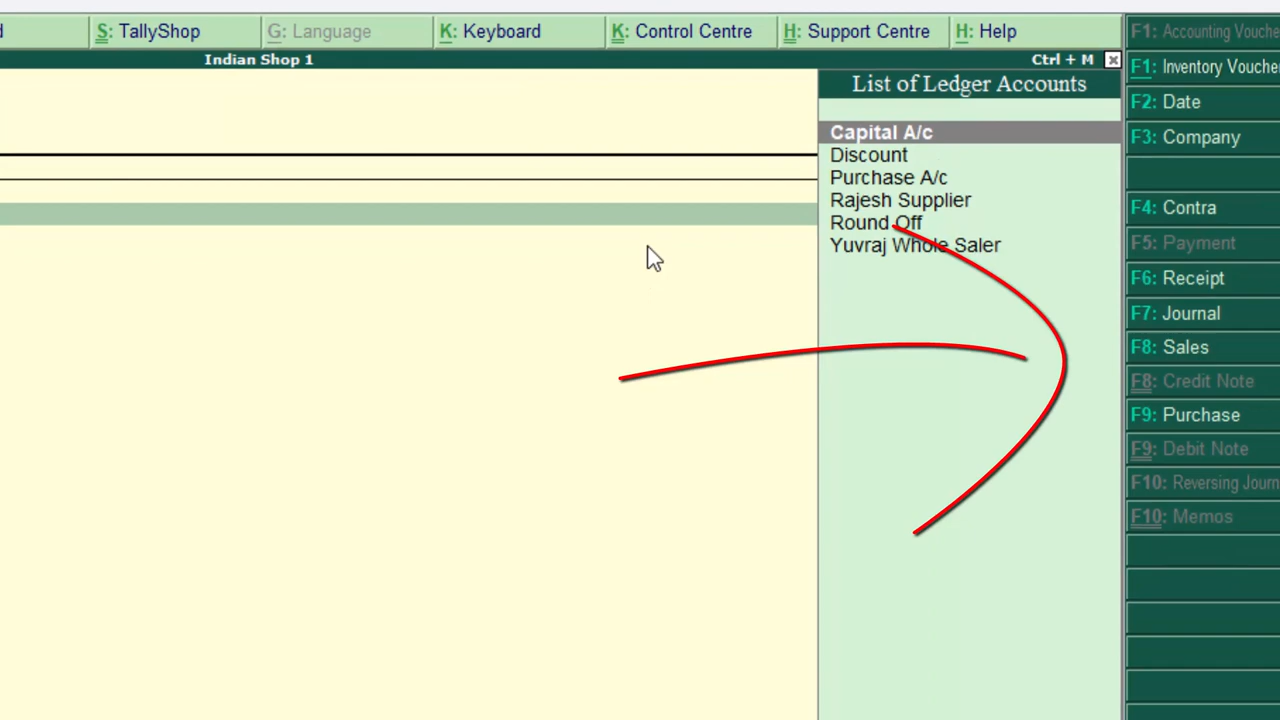 S: TallyShop
G: Language
K: Keyboard
K: Control Centre
H: Support Centre
H: Help
Indian Shop 1
Ctrl + M
List of Ledger Accounts
Capital A/c
Discount
Purchase A/c
Rajesh Supplier
Round Off
Yuvraj Whole Saler
F1: Accounting Vouche
F1: Inventory Voucher
F2: Date
F3: Company
F4: Contra
F5: Payment
F6: Receipt
F7: Journal
F8: Sales
F8: Credit Note
F9: Purchase
F9: Debit Note
F10: Reversing Journ
F10: Memos